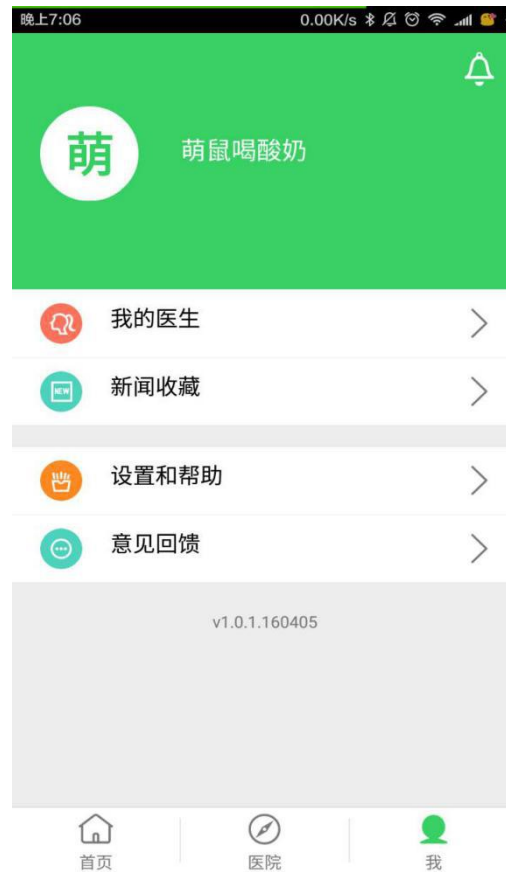 晚上7:06 0.00K/s
萌
萌鼠喝酸奶
我的医生
NEW 新闻收藏
设置和帮助
意见回馈
v1.0.1.160405
首页 医院 我